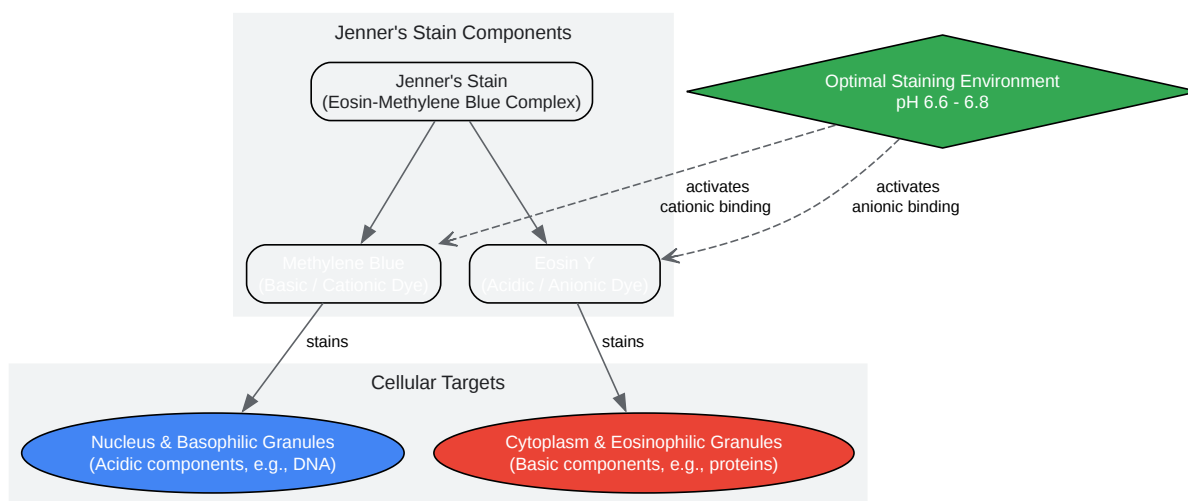 Jenner's Stain Components
Jenner's Stain
(Eosin-Methylene Blue Complex)
Optimal Staining Environment
pH 6.6 - 6.8
activates
cationic binding
activates
anionic binding
Methylene Blue
(Basic / Cationic Dye)
Eosin Y
(Acidic / Anionic Dye)
stains
stains
Cellular Targets
Nucleus & Basophilic Granules
(Acidic components, e.g., DNA)
Cytoplasm & Eosinophilic Granules
(Basic components, e.g., proteins)